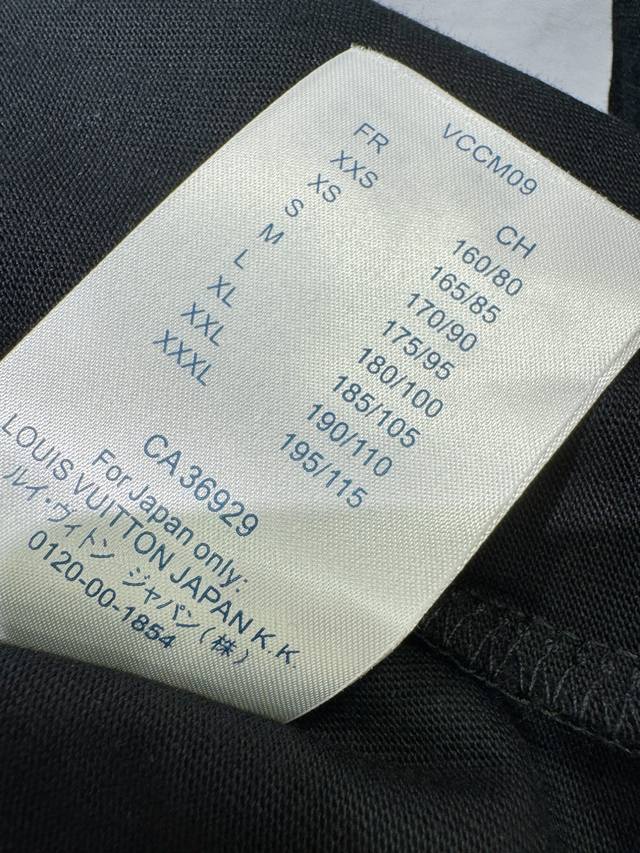 VCCM09
FR CH
XXS 160/80
XS 165/85
S 170/90
M 175/95
L 180/100
XL 185/105
XXL 190/110
XXXL 195/115
CA 36929
For Japan only:
LOUIS VUITTON JAPAN K.K.
ルイ・ヴィトン ジャパン(株)
0120-00-1854